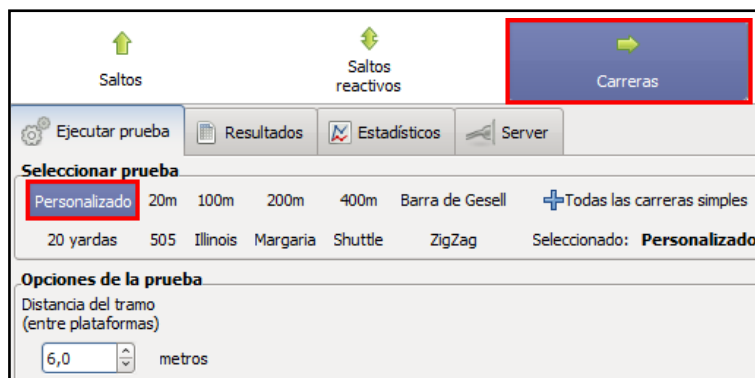 Saltos
Saltos
reactivos
Carreras
Ejecutar prueba Resultados Estadísticos Server
Seleccionar prueba
Personalizado 20m 100m 200m 400m Barra de Gesell Todas las carreras simples
20 yardas 505 Illinois Margaria Shuttle ZigZag Seleccionado: Personalizado
Opciones de la prueba
Distancia del tramo
(entre plataformas)
6,0 metros